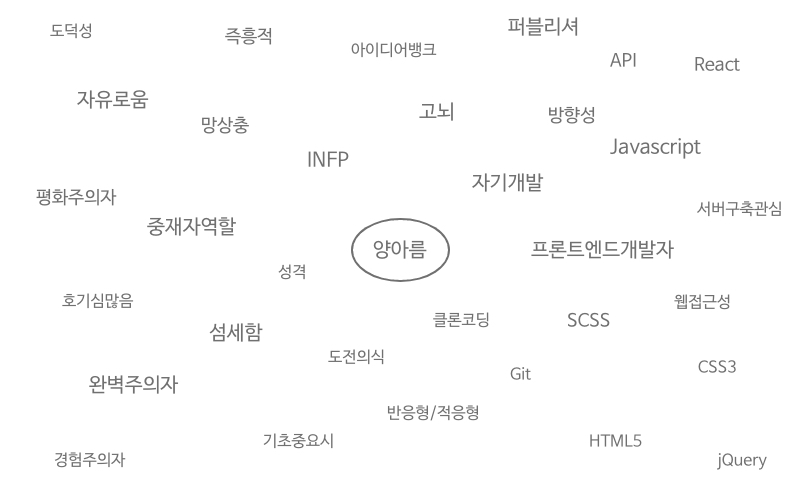 도덕성
즉흥적
아이디어뱅크
퍼블리셔
API
React
자유로움
망상충
고뇌
방향성
INFP
Javascript
자기개발
평화주의자
중재자역할
서버구축관심
양아름
프론트엔드개발자
성격
호기심많음
웹접근성
섬세함
클론코딩
SCSS
도전의식
Git
CSS3
완벽주의자
반응형/적응형
기초중요시
HTML5
경험주의자
jQuery